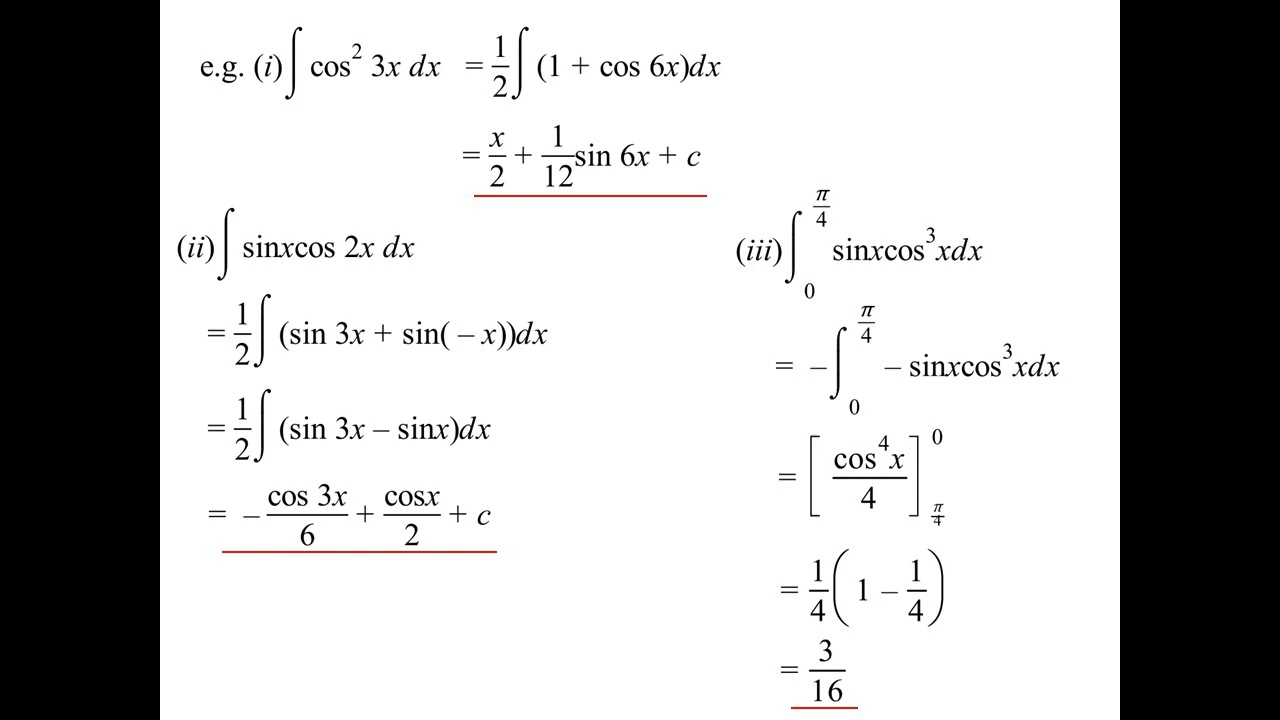 e.g. (i) ∫ cos² 3x dx = 1/2 ∫ (1 + cos 6x)dx
= x/2 + 1/12 sin 6x + c
(ii) ∫ sinxcos 2x dx
= 1/2 ∫ (sin 3x + sin( – x))dx
= 1/2 ∫ (sin 3x – sinx)dx
= – cos 3x/6 + cosx/2 + c
(iii) ∫₀^(π/4) sinxcos³xdx
= – ∫₀^(π/4) – sinxcos³xdx
= [ cos⁴x/4 ]_(π/4)^0
= 1/4 ( 1 – 1/4 )
= 3/16